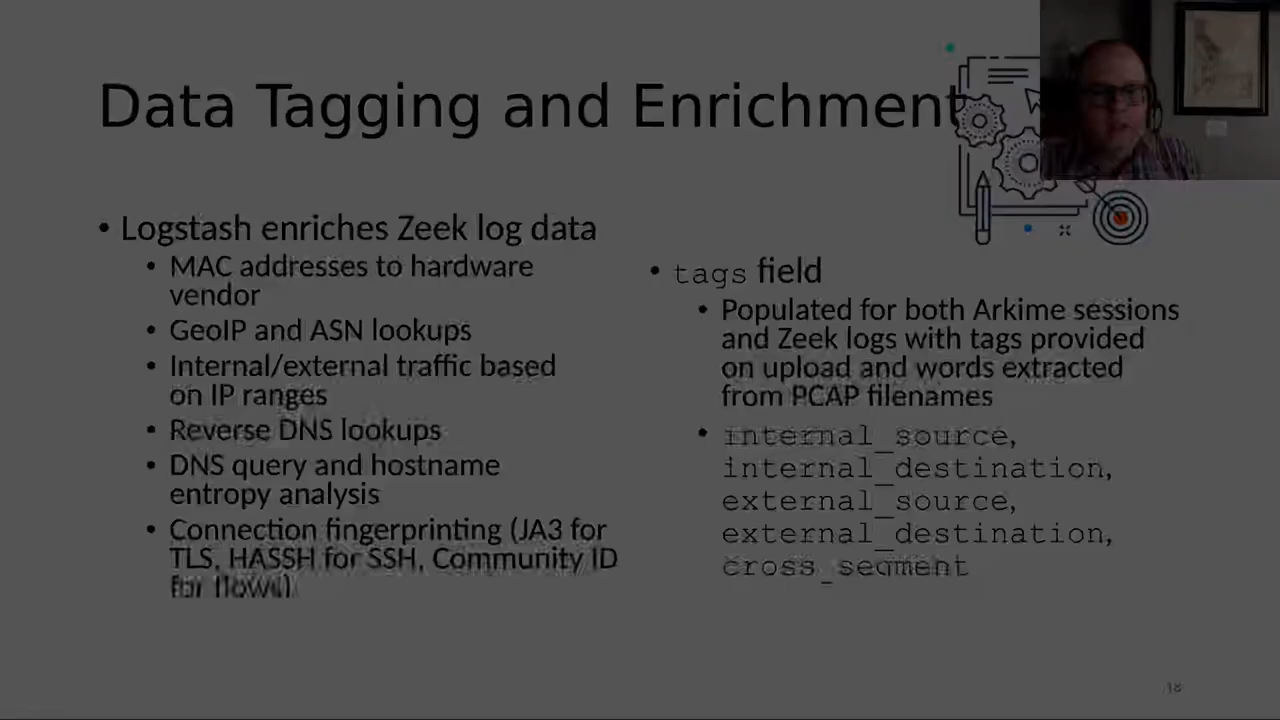 Data Tagging and Enrichment
• Logstash enriches Zeek log data
• MAC addresses to hardware
vendor
• GeoIP and ASN lookups
• Internal/external traffic based
on IP ranges
• Reverse DNS lookups
• DNS query and hostname
entropy analysis
• Connection fingerprinting (JA3 for
TLS, HASSH for SSH, Community ID
for flows)
• tags field
• Populated for both Arkime sessions
and Zeek logs with tags provided
on upload and words extracted
from PCAP filenames
• internal_source,
internal_destination,
external_source,
external_destination,
cross_segment
18